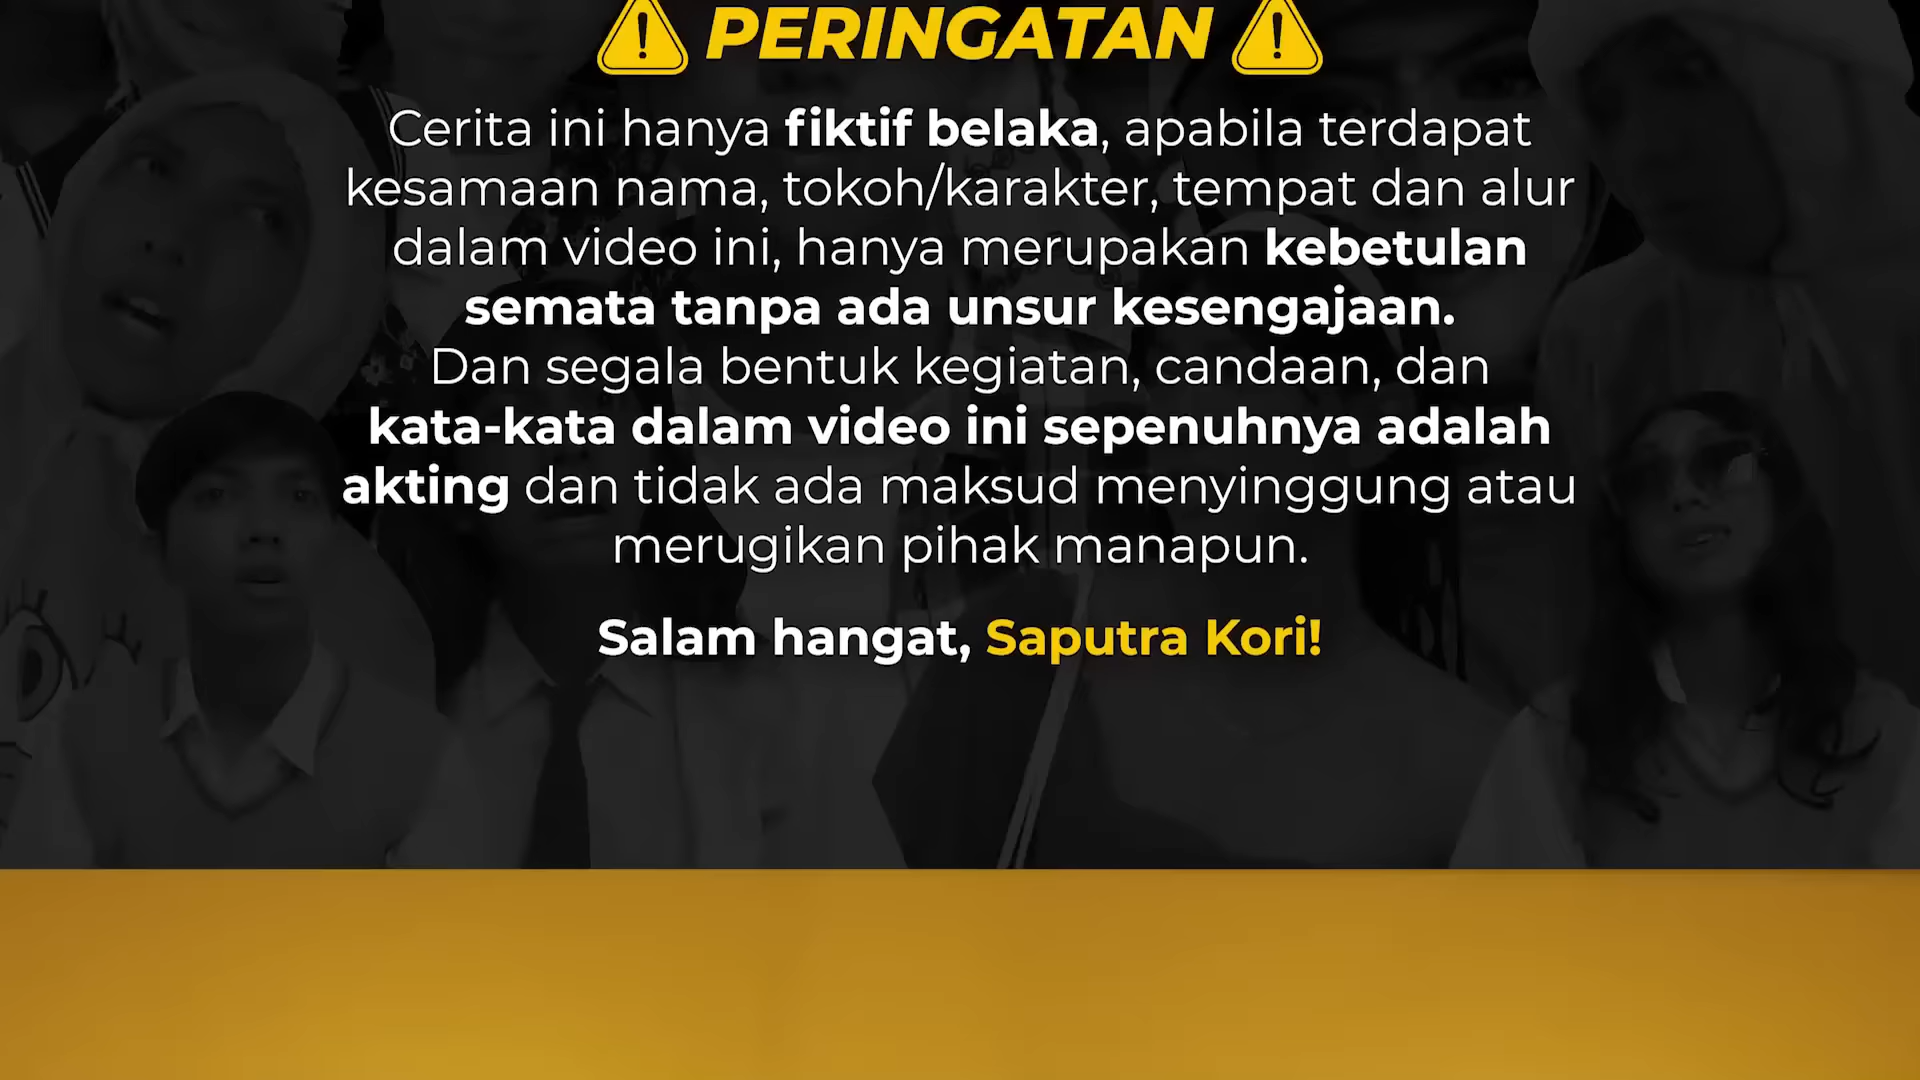 PERINGATAN
Cerita ini hanya fiktif belaka, apabila terdapat
kesamaan nama, tokoh/karakter, tempat dan alur
dalam video ini, hanya merupakan kebetulan
semata tanpa ada unsur kesengajaan.
Dan segala bentuk kegiatan, candaan, dan
kata-kata dalam video ini sepenuhnya adalah
akting dan tidak ada maksud menyinggung atau
merugikan pihak manapun.
Salam hangat, Saputra Kori!